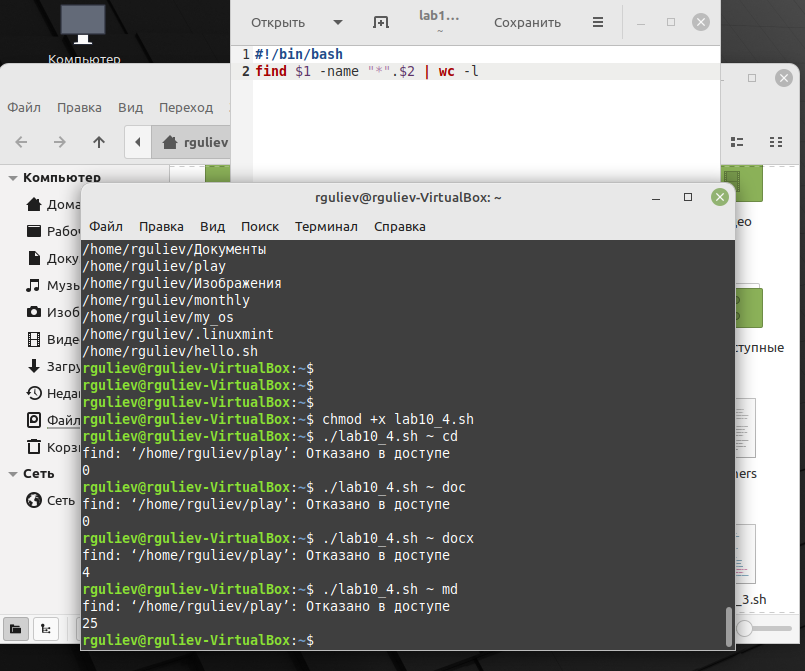 Компьютер
Открыть
lab1...
~
Сохранить
1 #!/bin/bash
2 find $1 -name "*".$2 | wc -l
Файл Правка Вид Переход
rguliev
Компьютер
Дома
Рабоч
Доку
Музы
Изоб
Виде
Загру
Неда
Файл
Корзи
Сеть
Сеть
ступные
_3.sh
rguliev@rguliev-VirtualBox: ~
Файл Правка Вид Поиск Терминал Справка
/home/rguliev/Документы
/home/rguliev/play
/home/rguliev/Изображения
/home/rguliev/monthly
/home/rguliev/my_os
/home/rguliev/.linuxmint
/home/rguliev/hello.sh
rguliev@rguliev-VirtualBox:~$
rguliev@rguliev-VirtualBox:~$
rguliev@rguliev-VirtualBox:~$
rguliev@rguliev-VirtualBox:~$ chmod +x lab10_4.sh
rguliev@rguliev-VirtualBox:~$ ./lab10_4.sh ~ cd
find: ‘/home/rguliev/play’: Отказано в доступе
0
rguliev@rguliev-VirtualBox:~$ ./lab10_4.sh ~ doc
find: ‘/home/rguliev/play’: Отказано в доступе
0
rguliev@rguliev-VirtualBox:~$ ./lab10_4.sh ~ docx
find: ‘/home/rguliev/play’: Отказано в доступе
4
rguliev@rguliev-VirtualBox:~$ ./lab10_4.sh ~ md
find: ‘/home/rguliev/play’: Отказано в доступе
25
rguliev@rguliev-VirtualBox:~$